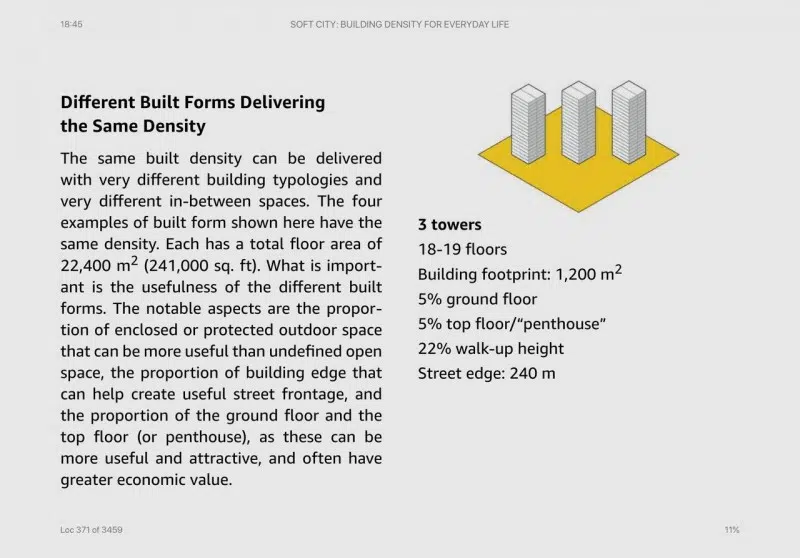 18:45
SOFT CITY: BUILDING DENSITY FOR EVERYDAY LIFE
Different Built Forms Delivering
the Same Density
The same built density can be delivered
with very different building typologies and
very different in-between spaces. The four
examples of built form shown here have the
same density. Each has a total floor area of
22,400 m² (241,000 sq. ft). What is import-
ant is the usefulness of the different built
forms. The notable aspects are the propor-
tion of enclosed or protected outdoor space
that can be more useful than undefined open
space, the proportion of building edge that
can help create useful street frontage, and
the proportion of the ground floor and the
top floor (or penthouse), as these can be
more useful and attractive, and often have
greater economic value.
3 towers
18-19 floors
Building footprint: 1,200 m²
5% ground floor
5% top floor/“penthouse”
22% walk-up height
Street edge: 240 m
Loc 371 of 3459
11%